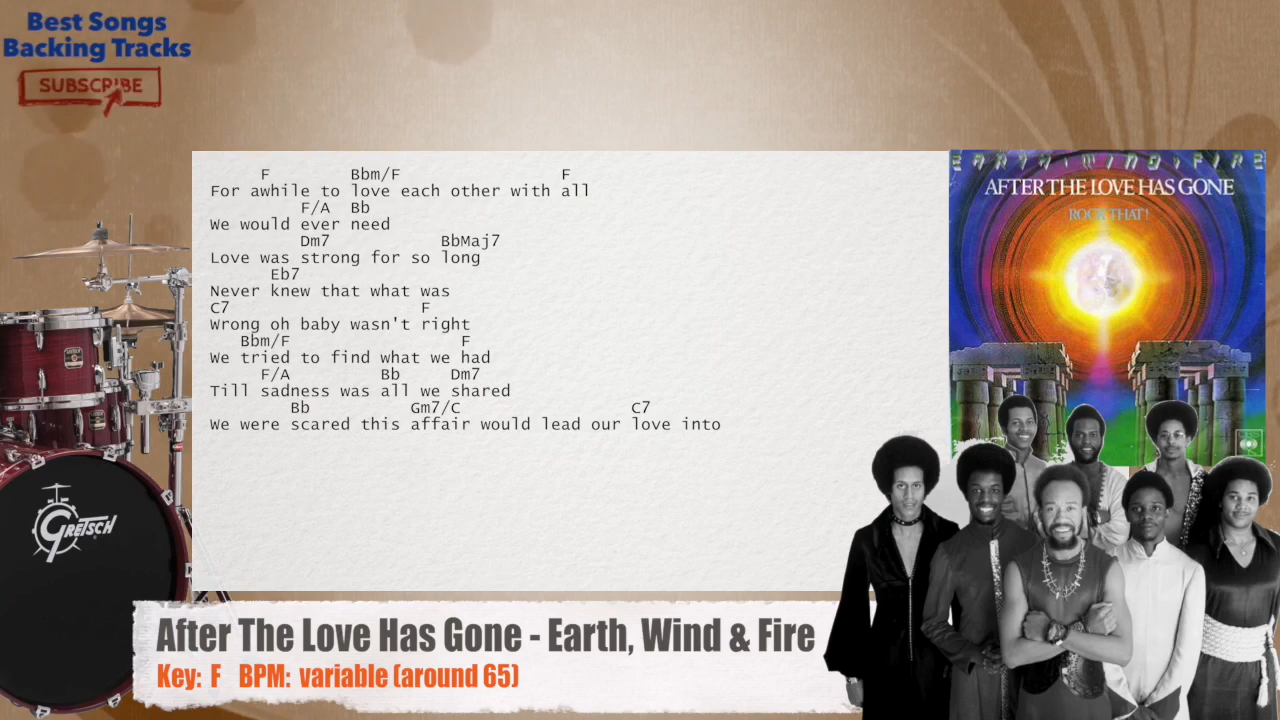 Best Songs
Backing Tracks
SUBSCRIBE
F Bbm/F F
For awhile to love each other with all
F/A Bb
We would ever need
Dm7 BbMaj7
Love was strong for so long
Eb7
Never knew that what was
C7 F
Wrong oh baby wasn't right
Bbm/F F
We tried to find what we had
F/A Bb Dm7
Till sadness was all we shared
Bb Gm7/C C7
We were scared this affair would lead our love into
EARTH WIND & FIRE
AFTER THE LOVE HAS GONE
ROCK THAT!
GRETSCH
After The Love Has Gone - Earth, Wind & Fire
Key: F BPM: variable (around 65)